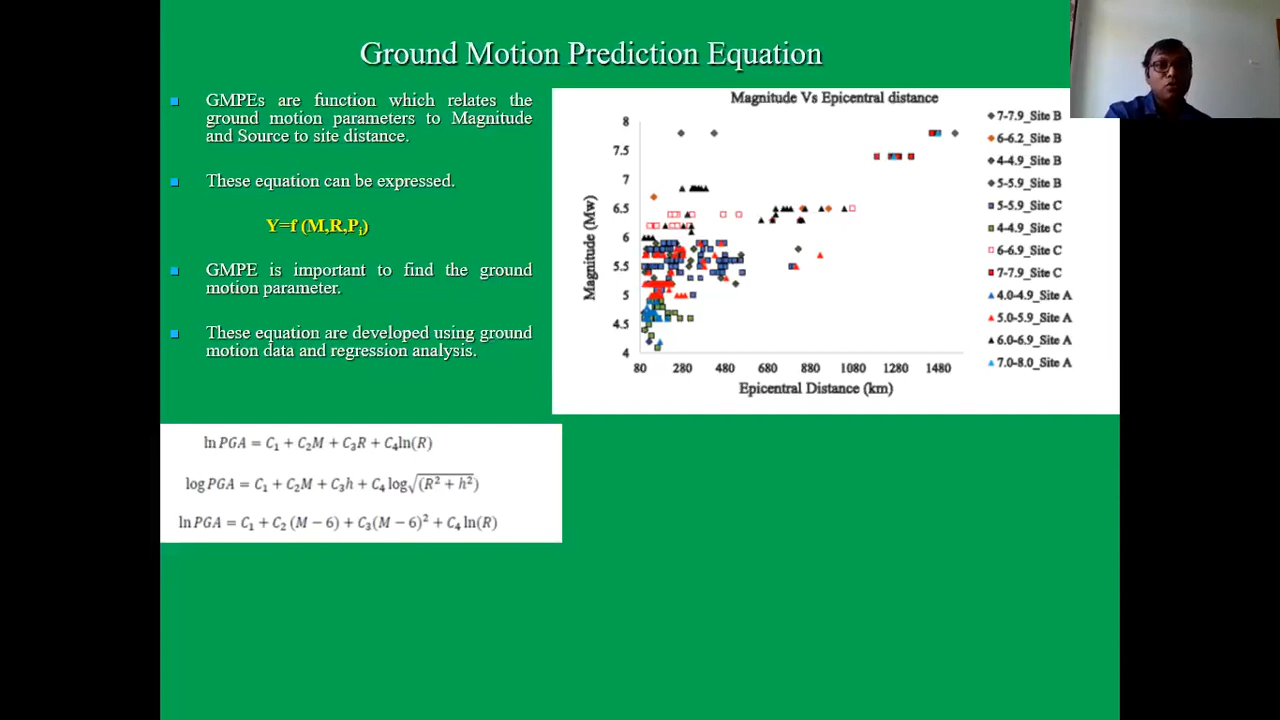 Ground Motion Prediction Equation
GMPEs are function which relates the
ground motion parameters to Magnitude
and Source to site distance.
These equation can be expressed.
Y=f (M,R,Pi)
GMPE is important to find the ground
motion parameter.
These equation are developed using ground
motion data and regression analysis.
ln PGA = C₁ + C₂M + C₃R + C₄ln(R)
log PGA = C₁ + C₂M + C₃h + C₄ log√(R² + h²)
ln PGA = C₁ + C₂ (M − 6) + C₃(M − 6)² + C₄ ln(R)
Magnitude Vs Epicentral distance
Magnitude (Mw)
8
7.5
7
6.5
6
5.5
5
4.5
4
80 280 480 680 880 1080 1280 1480
Epicentral Distance (km)
7-7.9_Site B
6-6.2_Site B
4-4.9_Site B
5-5.9_Site B
5-5.9_Site C
4-4.9_Site C
6-6.9_Site C
7-7.9_Site C
4.0-4.9_Site A
5.0-5.9_Site A
6.0-6.9_Site A
7.0-8.0_Site A